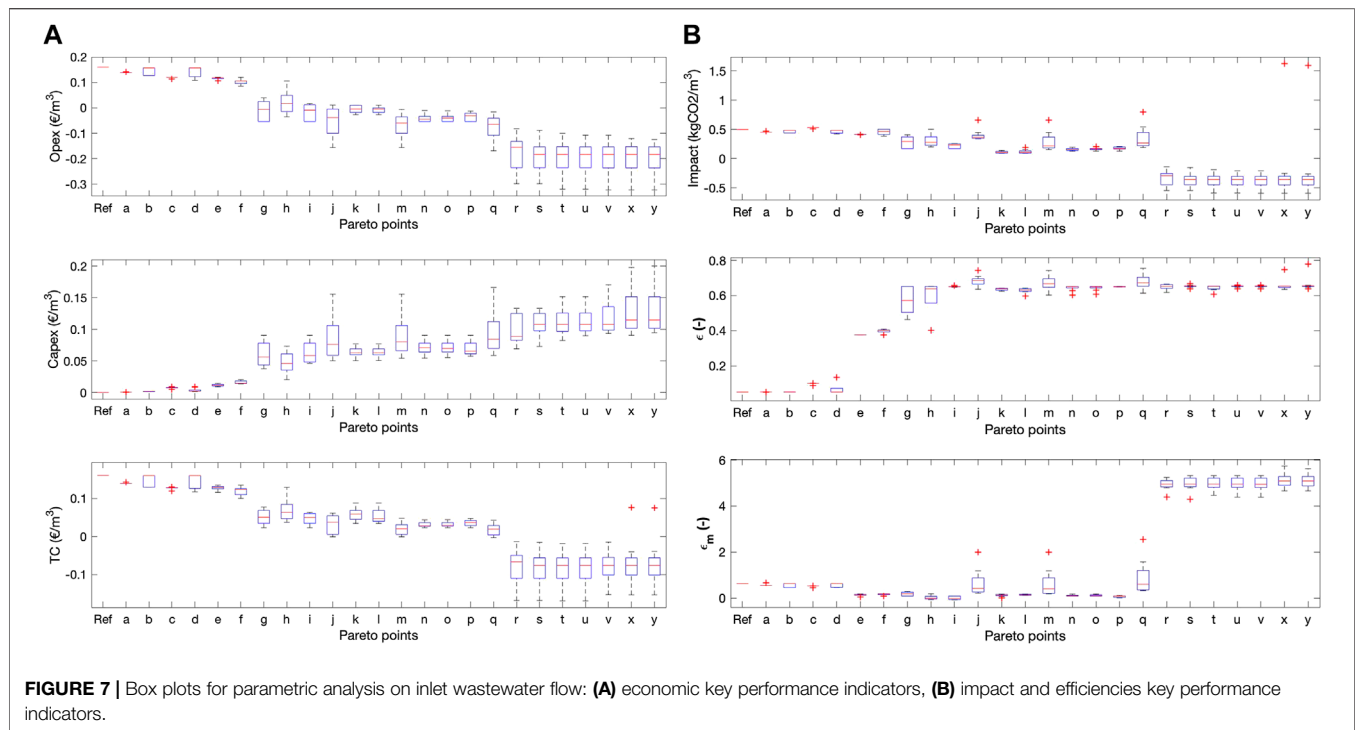 A
0.2
0.1
0
-0.1
-0.2
-0.3
Opex (€/m³)
Ref a b c d e f g h i j k l m n o p q r s t u v x y
Pareto points
0.2
0.15
0.1
0.05
0
Capex (€/m³)
Ref a b c d e f g h i j k l m n o p q r s t u v x y
Pareto points
0.1
0
-0.1
TC (€/m³)
Ref a b c d e f g h i j k l m n o p q r s t u v x y
Pareto points
B
1.5
1
0.5
0
-0.5
Impact (kgCO2/m³)
Ref a b c d e f g h i j k l m n o p q r s t u v x y
Pareto points
0.8
0.6
0.4
0.2
ϵ (-)
Ref a b c d e f g h i j k l m n o p q r s t u v x y
Pareto points
6
4
2
0
ϵm (-)
Ref a b c d e f g h i j k l m n o p q r s t u v x y
Pareto points
FIGURE 7 | Box plots for parametric analysis on inlet wastewater flow: (A) economic key performance indicators, (B) impact and efficiencies key performance
indicators.